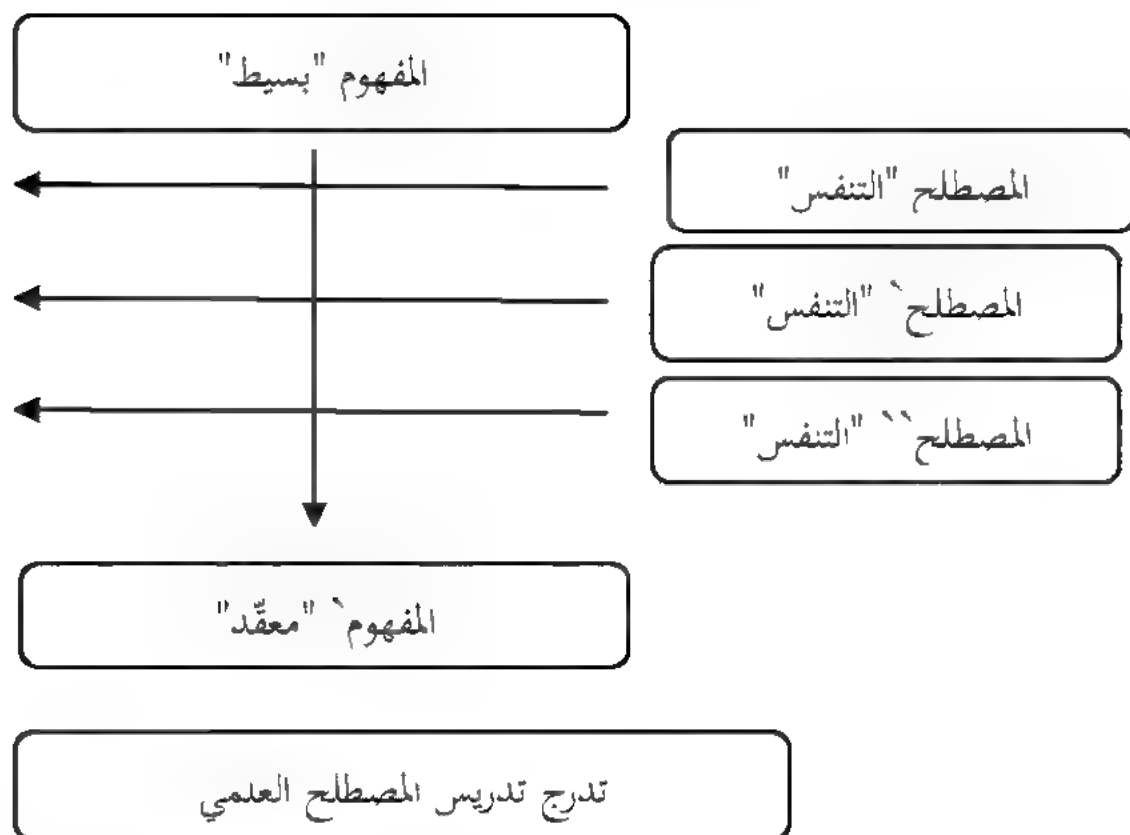 المفهوم "بسيط"
المصطلح "التنفس"
المصطلح` "التنفس"
المصطلح`` "التنفس"
المفهوم` "معقّد"
تدرج تدريس المصطلح العلمي